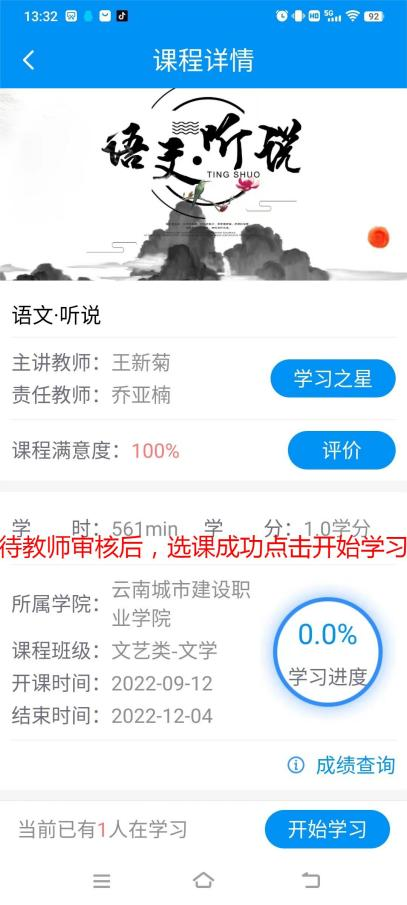 13:32
HD 5G 92
课程详情
语文·听说
TING SHUO
语文·听说
主讲教师：王新菊
学习之星
责任教师：乔亚楠
课程满意度：100%
评价
学 时：561min 学 分：1.0学分
待教师审核后，选课成功点击开始学习
所属学院：云南城市建设职
业学院
0.0%
学习进度
课程班级：文艺类-文学
开课时间：2022-09-12
结束时间：2022-12-04
成绩查询
当前已有1人在学习
开始学习